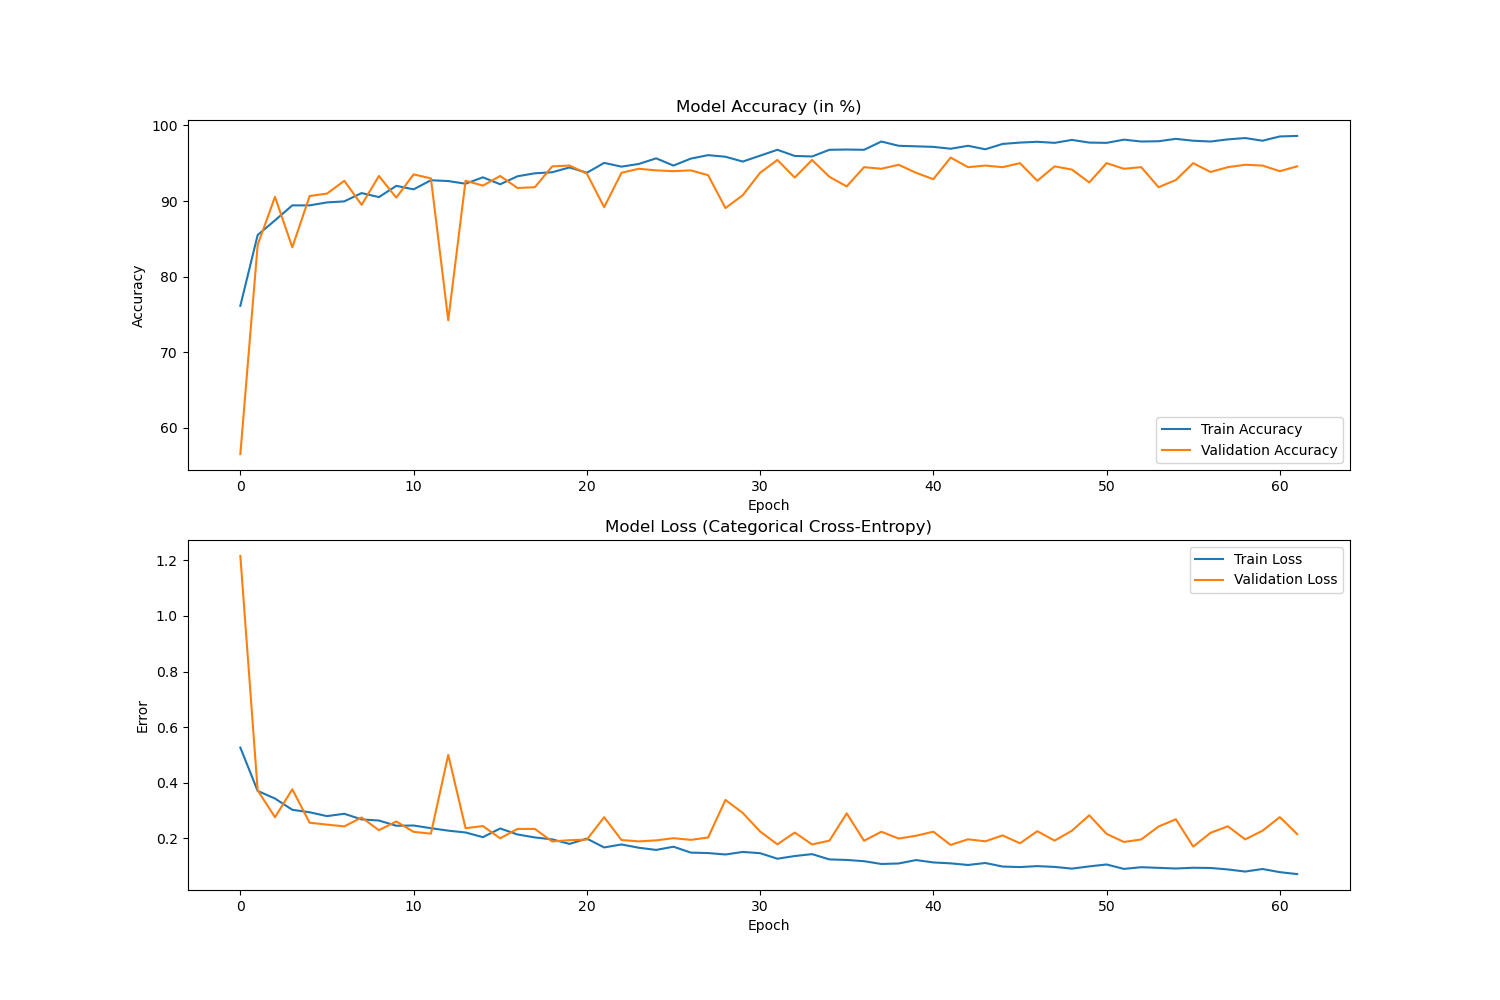 Model Accuracy (in %)
100
90
80
70
60
Accuracy
Train Accuracy
Validation Accuracy
0 10 20 30 40 50 60
Epoch
Model Loss (Categorical Cross-Entropy)
1.2
1.0
0.8
0.6
0.4
0.2
Error
Train Loss
Validation Loss
0 10 20 30 40 50 60
Epoch